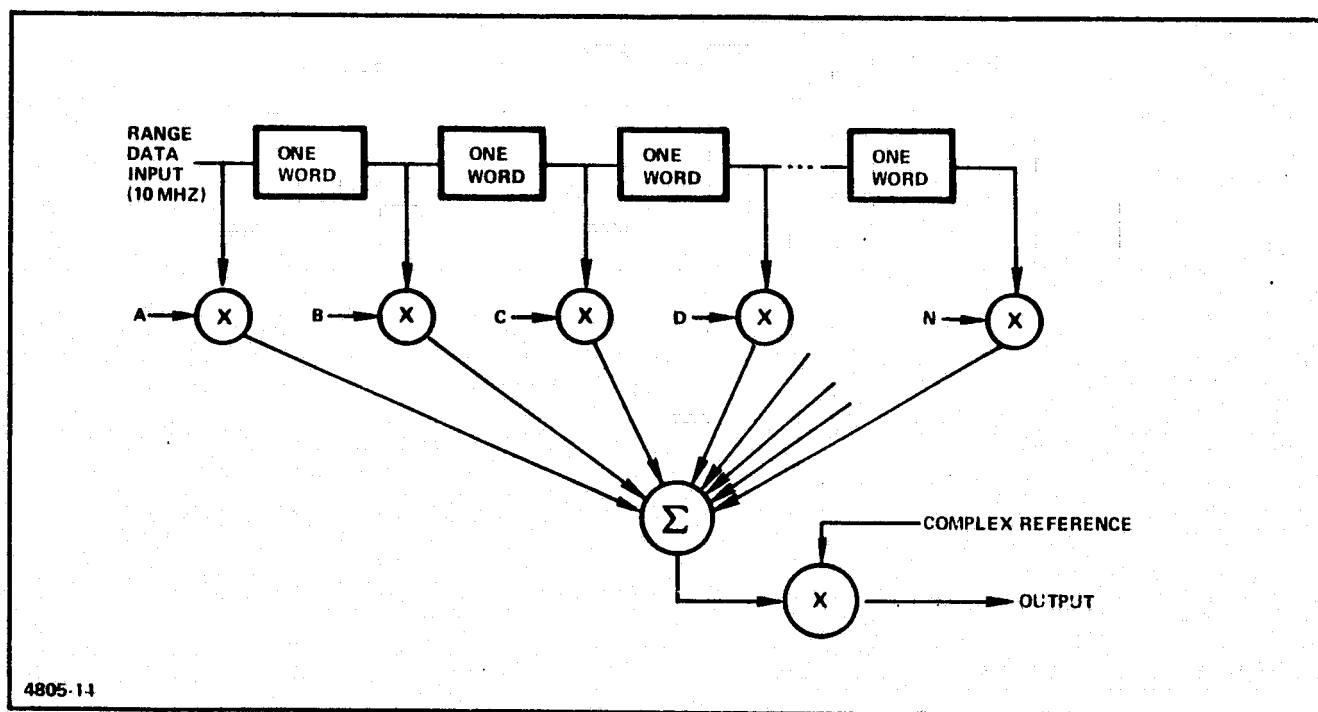 RANGE
DATA
INPUT
(10 MHZ)
ONE
WORD
ONE
WORD
ONE
WORD
...
ONE
WORD
A
X
B
X
C
X
D
X
N
X
Σ
COMPLEX REFERENCE
X
OUTPUT
4805-14